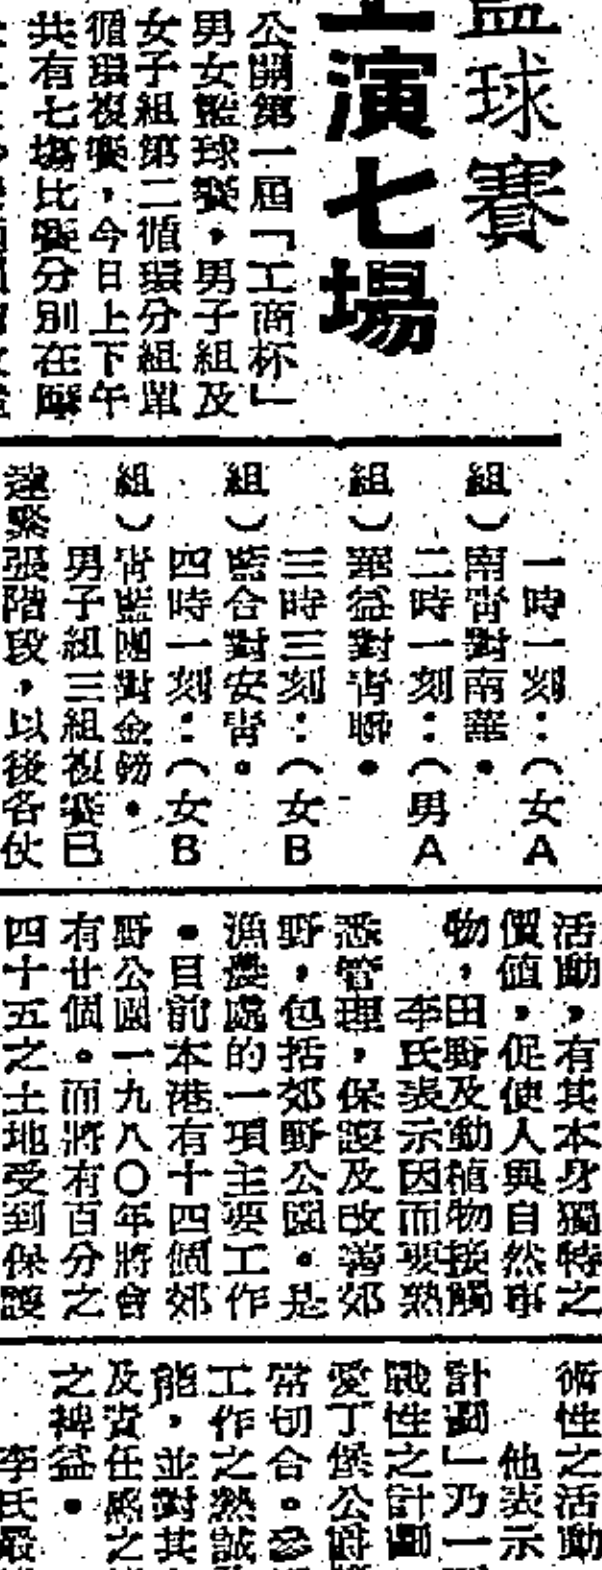 籃球賽
上演七場
公開第一屆「工商杯」
男女籃球賽，男子組及
女子組第二循環分組單
循環複賽，今日上下午
共有七場比賽分別在
一時一刻：（女A
組）南青對南華。
二時一刻：（男A
組）華益對青聯。
三時三刻：（女B
組）藍合對安青。
四時一刻：（女B
組）青藍團對金鎊。
男子組三組複賽已
達緊張階段，以後各仗
活動，有其本身獨特之
價值，促使人與自然事
物，田野及動植物接觸
李氏表示因而要熟
悉管理，保護及改善郊
野，包括郊野公園。是
漁農處的一項主要工作
。目前本港有十四個郊
野公園一九八〇年將會
有廿個。而將有百分之
四十五之土地受到保護
術性之活動
他表示
計劃」乃一
戰性之計劃
愛丁堡公爵
常切合。參
工作之熱誠
能，並對其
及責任感之
之裨益。
李氏最